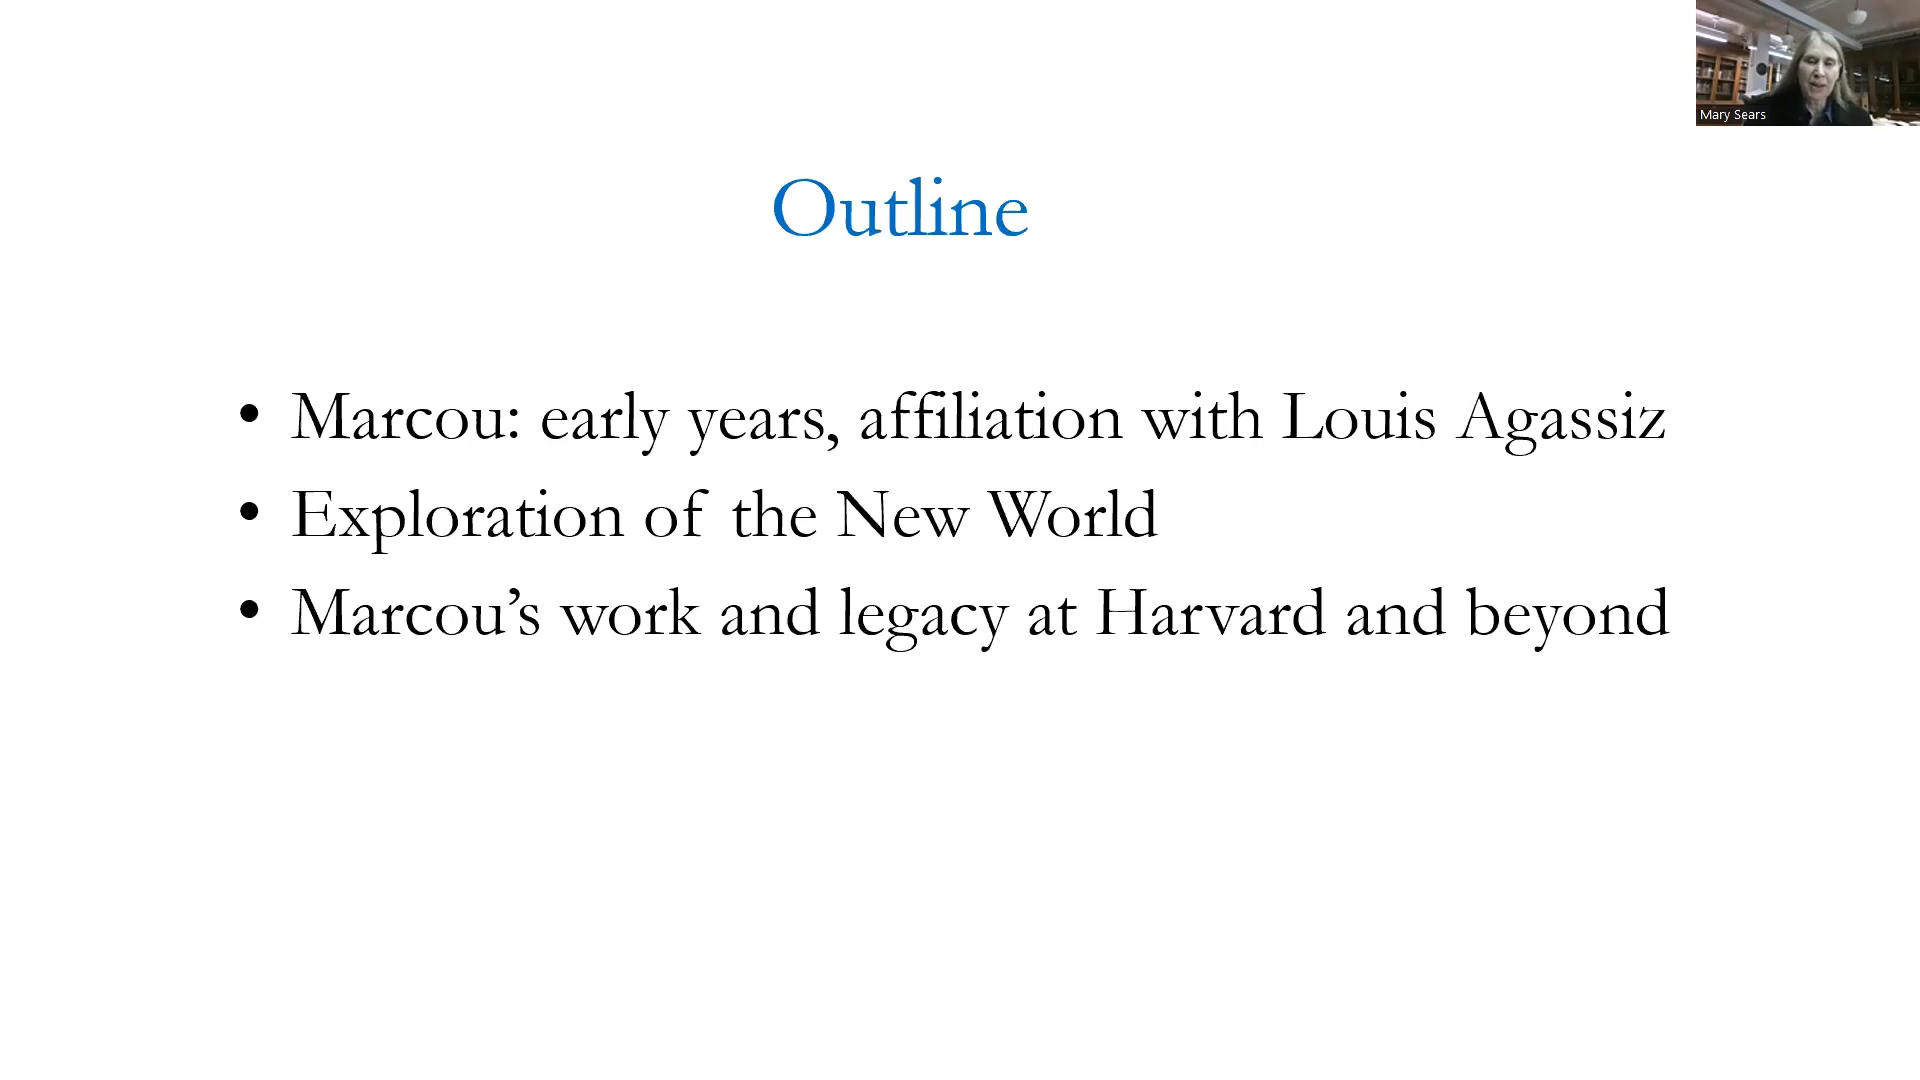 Mary Sears
Outline
• Marcou: early years, affiliation with Louis Agassiz
• Exploration of the New World
• Marcou’s work and legacy at Harvard and beyond